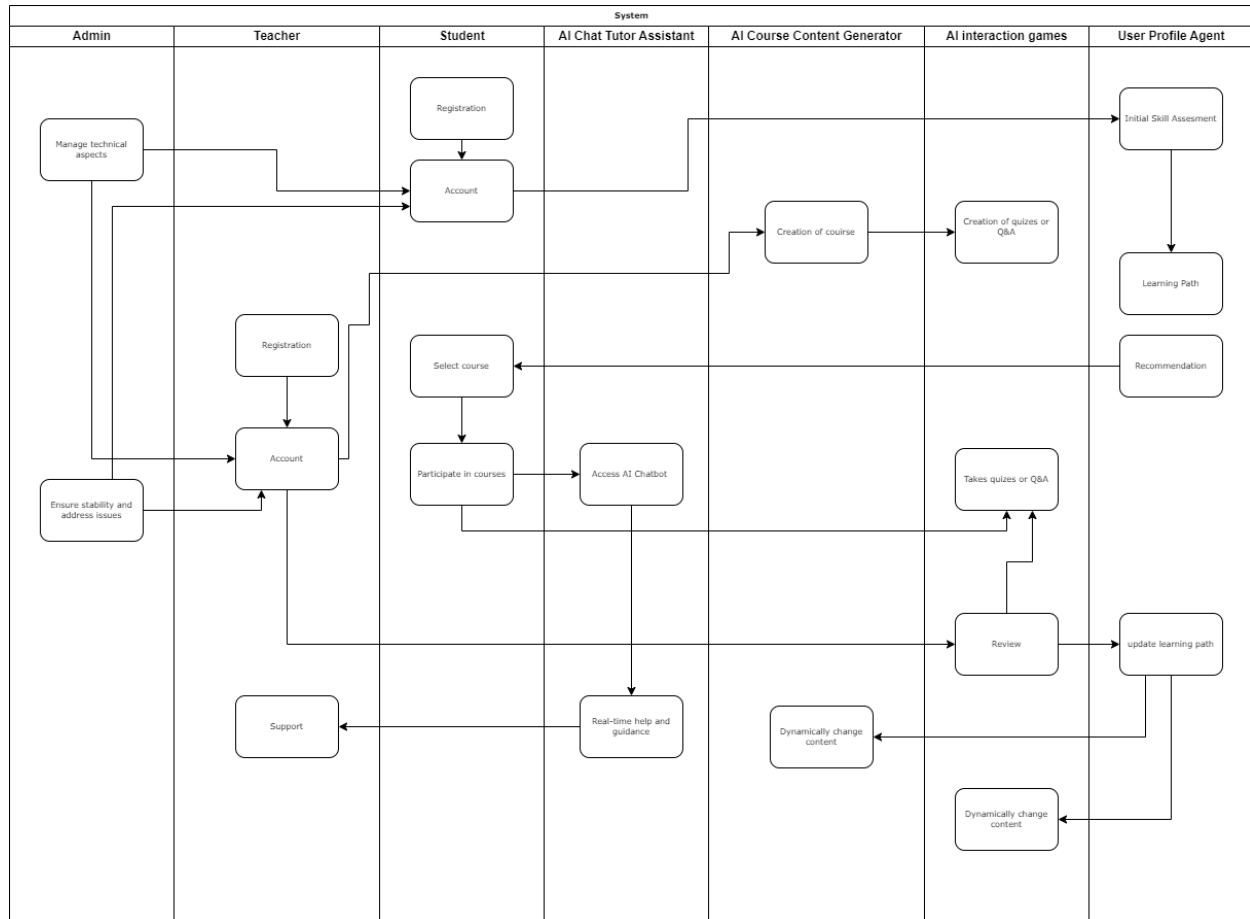 System
Admin
Teacher
Student
AI Chat Tutor Assistant
AI Course Content Generator
AI interaction games
User Profile Agent
Registration
Initial Skill Assesment
Manage technical
aspects
Account
Creation of couirse
Creation of quizes or
Q&A
Learning Path
Registration
Select course
Recommendation
Account
Participate in courses
Access AI Chatbot
Takes quizes or Q&A
Ensure stability and
address issues
Review
update learning path
Support
Real-time help and
guidance
Dynamically change
content
Dynamically change
content